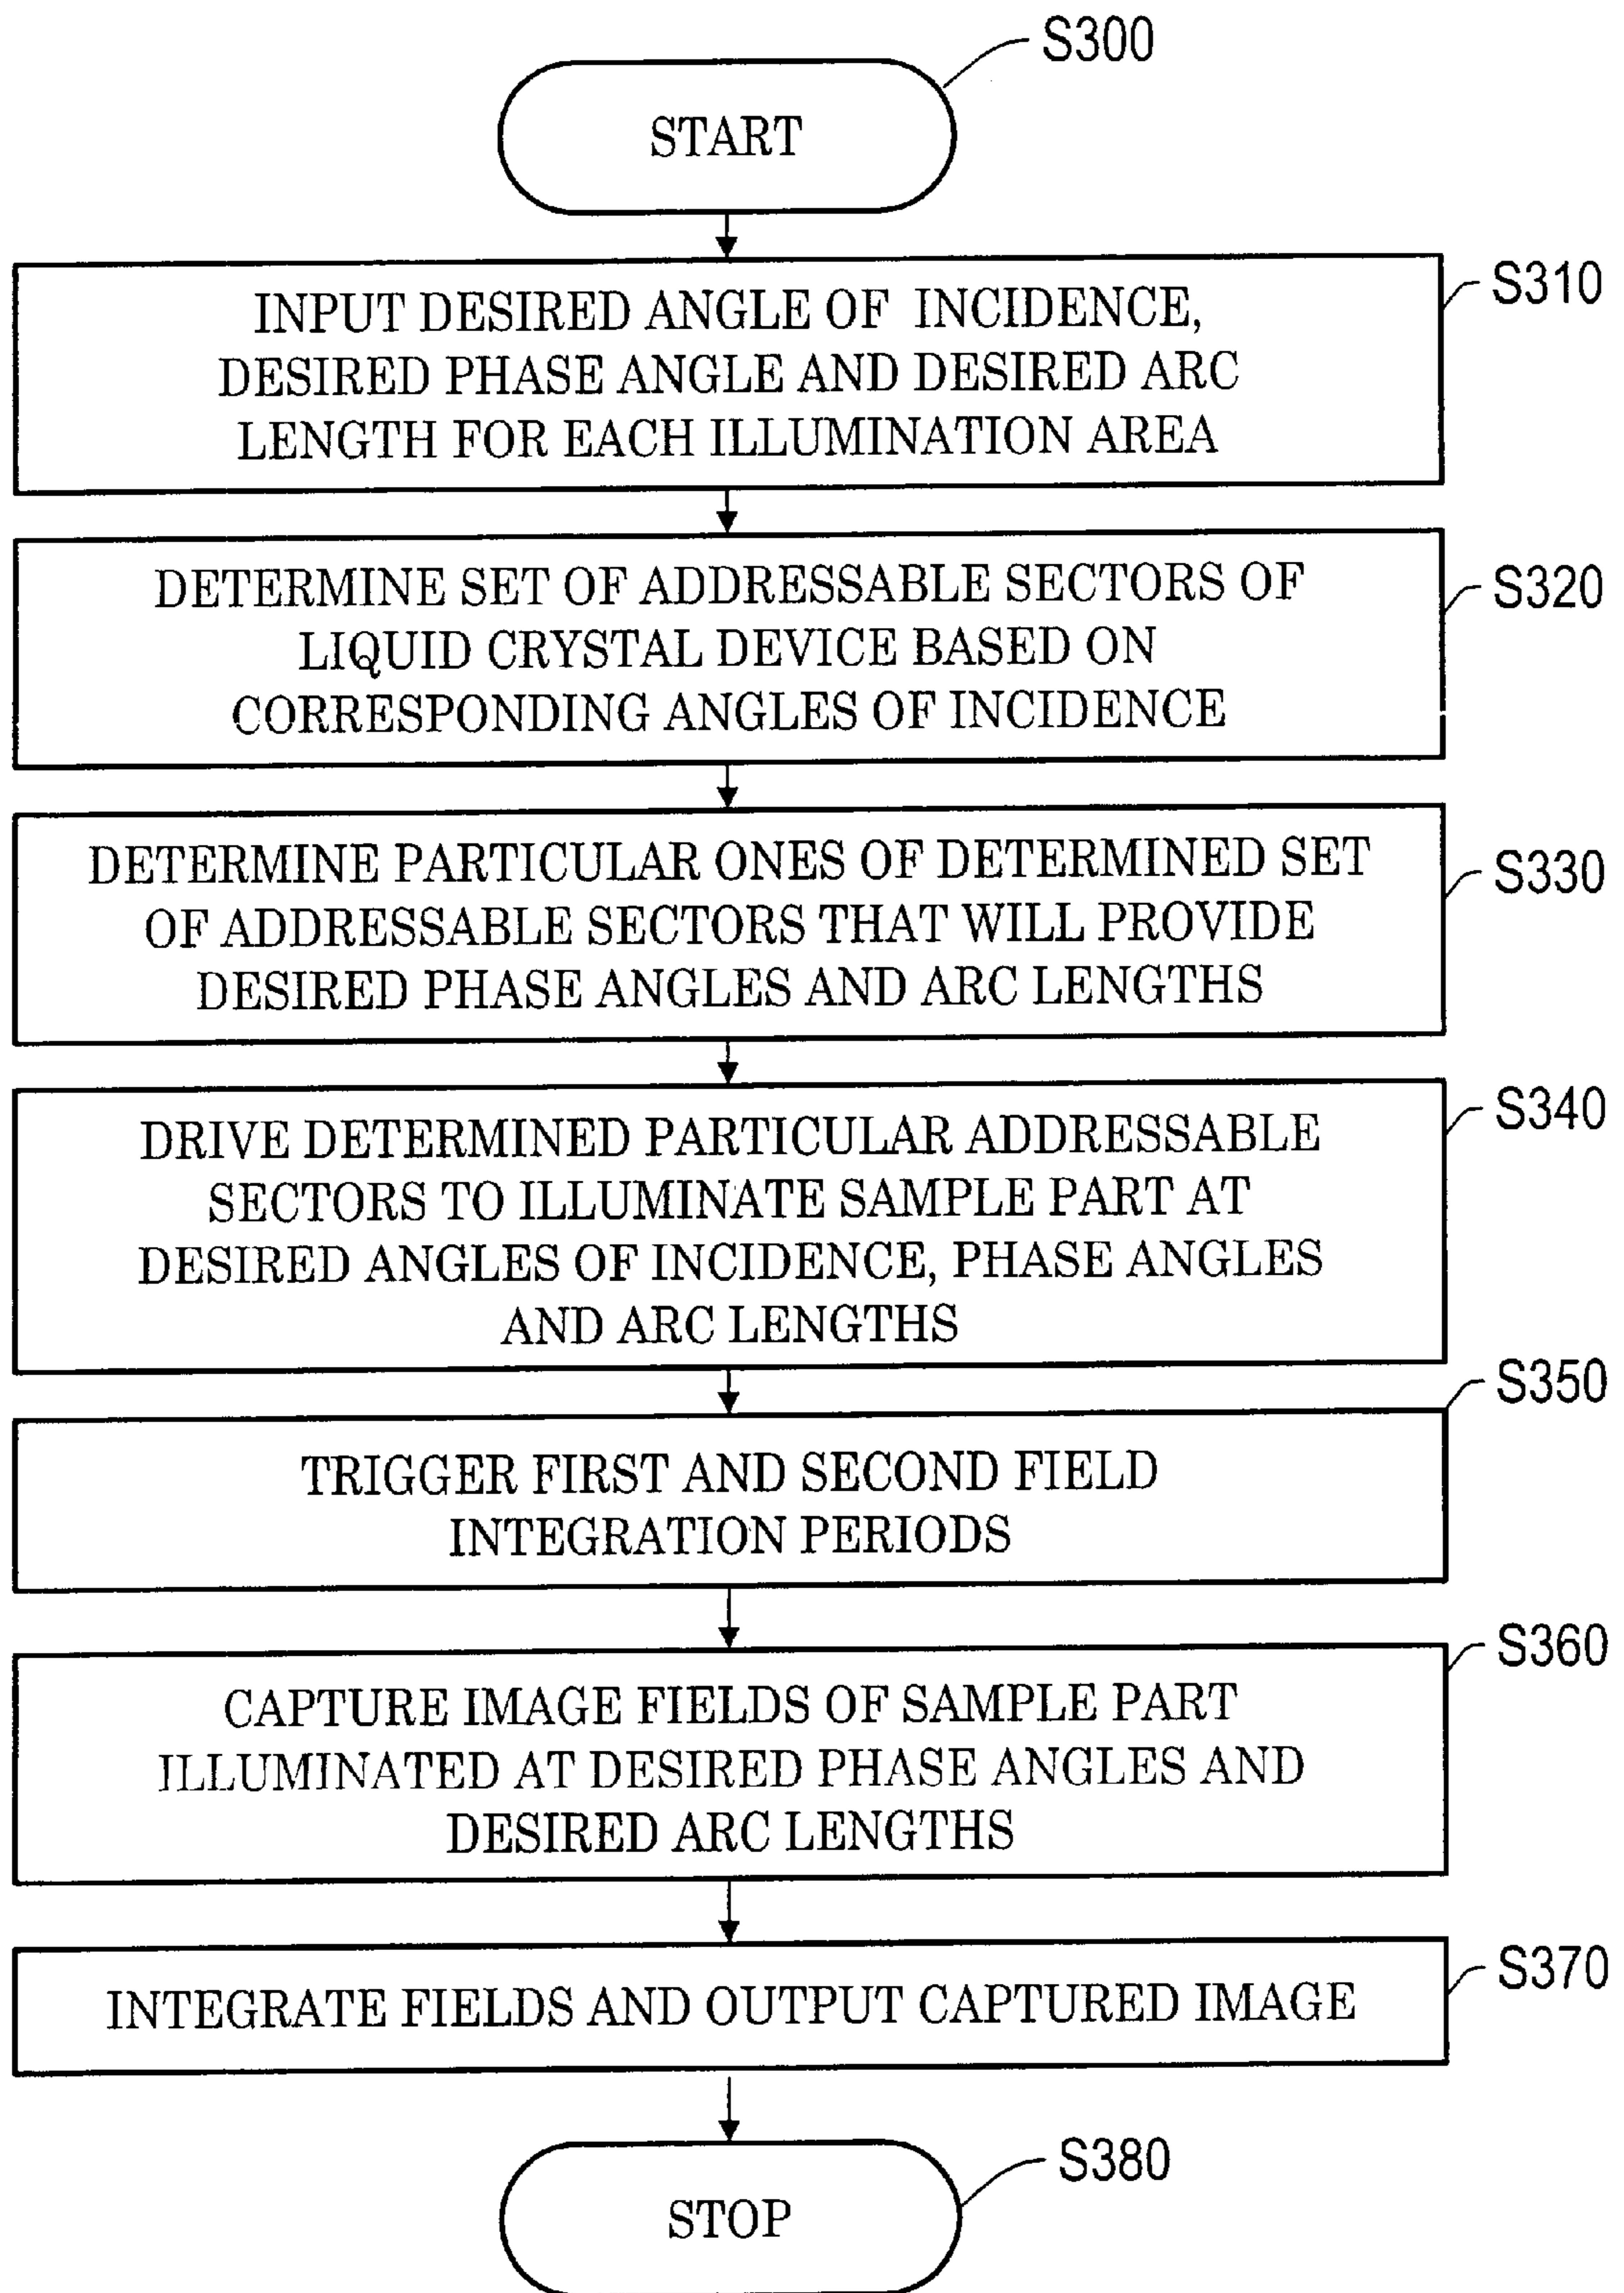 S300
START
S310
INPUT DESIRED ANGLE OF INCIDENCE,
DESIRED PHASE ANGLE AND DESIRED ARC
LENGTH FOR EACH ILLUMINATION AREA
S320
DETERMINE SET OF ADDRESSABLE SECTORS OF
LIQUID CRYSTAL DEVICE BASED ON
CORRESPONDING ANGLES OF INCIDENCE
S330
DETERMINE PARTICULAR ONES OF DETERMINED SET
OF ADDRESSABLE SECTORS THAT WILL PROVIDE
DESIRED PHASE ANGLES AND ARC LENGTHS
S340
DRIVE DETERMINED PARTICULAR ADDRESSABLE
SECTORS TO ILLUMINATE SAMPLE PART AT
DESIRED ANGLES OF INCIDENCE, PHASE ANGLES
AND ARC LENGTHS
S350
TRIGGER FIRST AND SECOND FIELD
INTEGRATION PERIODS
S360
CAPTURE IMAGE FIELDS OF SAMPLE PART
ILLUMINATED AT DESIRED PHASE ANGLES AND
DESIRED ARC LENGTHS
S370
INTEGRATE FIELDS AND OUTPUT CAPTURED IMAGE
S380
STOP